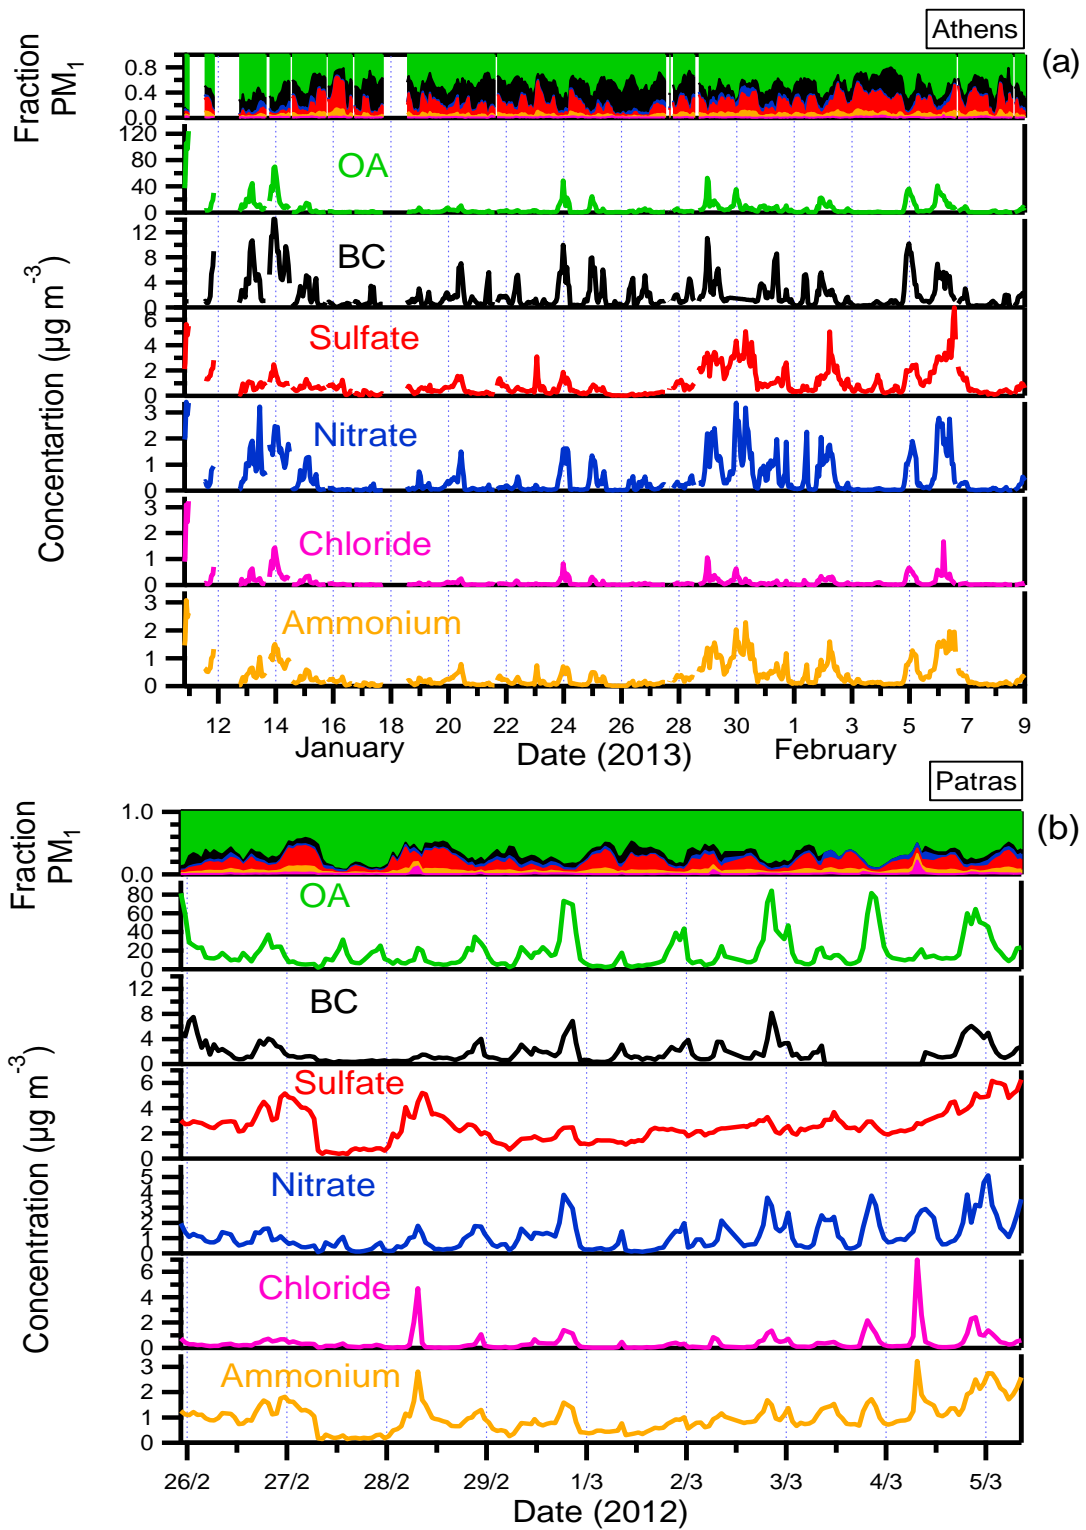 Athens
(a)
Fraction
PM1
0.8
0.4
0.0
120
80
40
0
OA
12
8
4
0
BC
6
4
2
0
Sulfate
3
2
1
0
Nitrate
3
2
1
0
Chloride
3
2
1
0
Ammonium
Concentartion (µg m-3)
12 14 16 18 20 22 24 26 28 30 1 3 5 7 9
January February
Date (2013)
Patras
(b)
Fraction
PM1
1.0
0.0
OA
80
60
40
20
0
BC
12
8
4
0
Sulfate
6
4
2
0
Nitrate
5
4
3
2
1
0
Chloride
6
4
2
0
Ammonium
3
2
1
0
Concentration (µg m-3)
26/2 27/2 28/2 29/2 1/3 2/3 3/3 4/3 5/3
Date (2012)